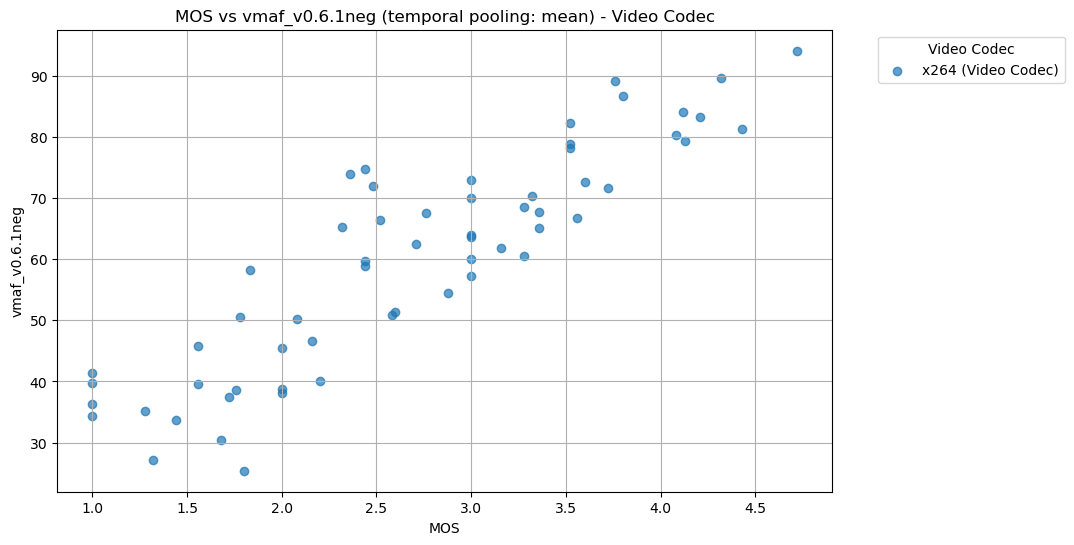 MOS vs vmaf_v0.6.1neg (temporal pooling: mean) - Video Codec
Video Codec
x264 (Video Codec)
vmaf_v0.6.1neg
90
80
70
60
50
40
30
1.0 1.5 2.0 2.5 3.0 3.5 4.0 4.5
MOS